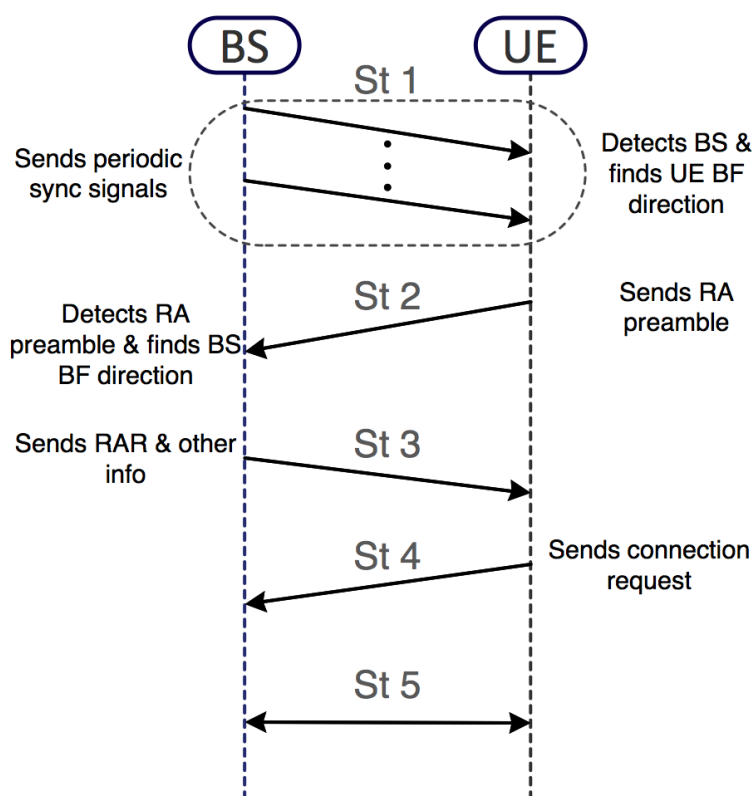 BS
UE
St 1
Sends periodic
sync signals
Detects BS &
finds UE BF
direction
St 2
Sends RA
preamble
Detects RA
preamble & finds BS
BF direction
St 3
Sends RAR & other
info
St 4
Sends connection
request
St 5